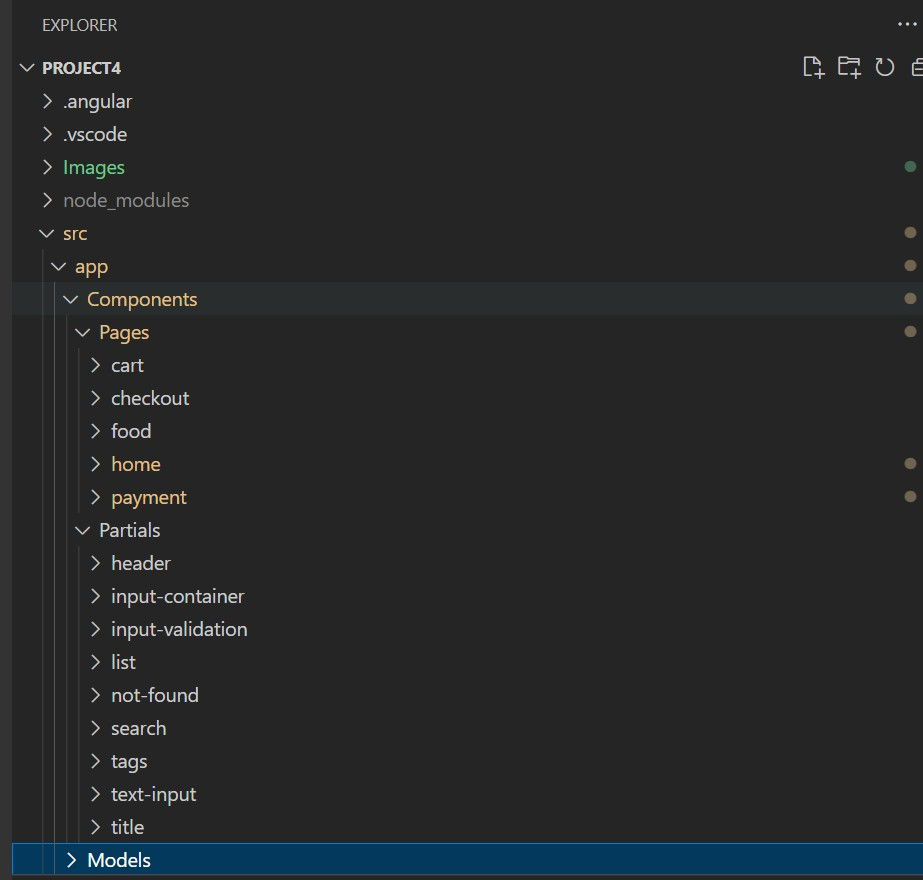 EXPLORER
PROJECT4
.angular
.vscode
Images
node_modules
src
app
Components
Pages
cart
checkout
food
home
payment
Partials
header
input-container
input-validation
list
not-found
search
tags
text-input
title
Models